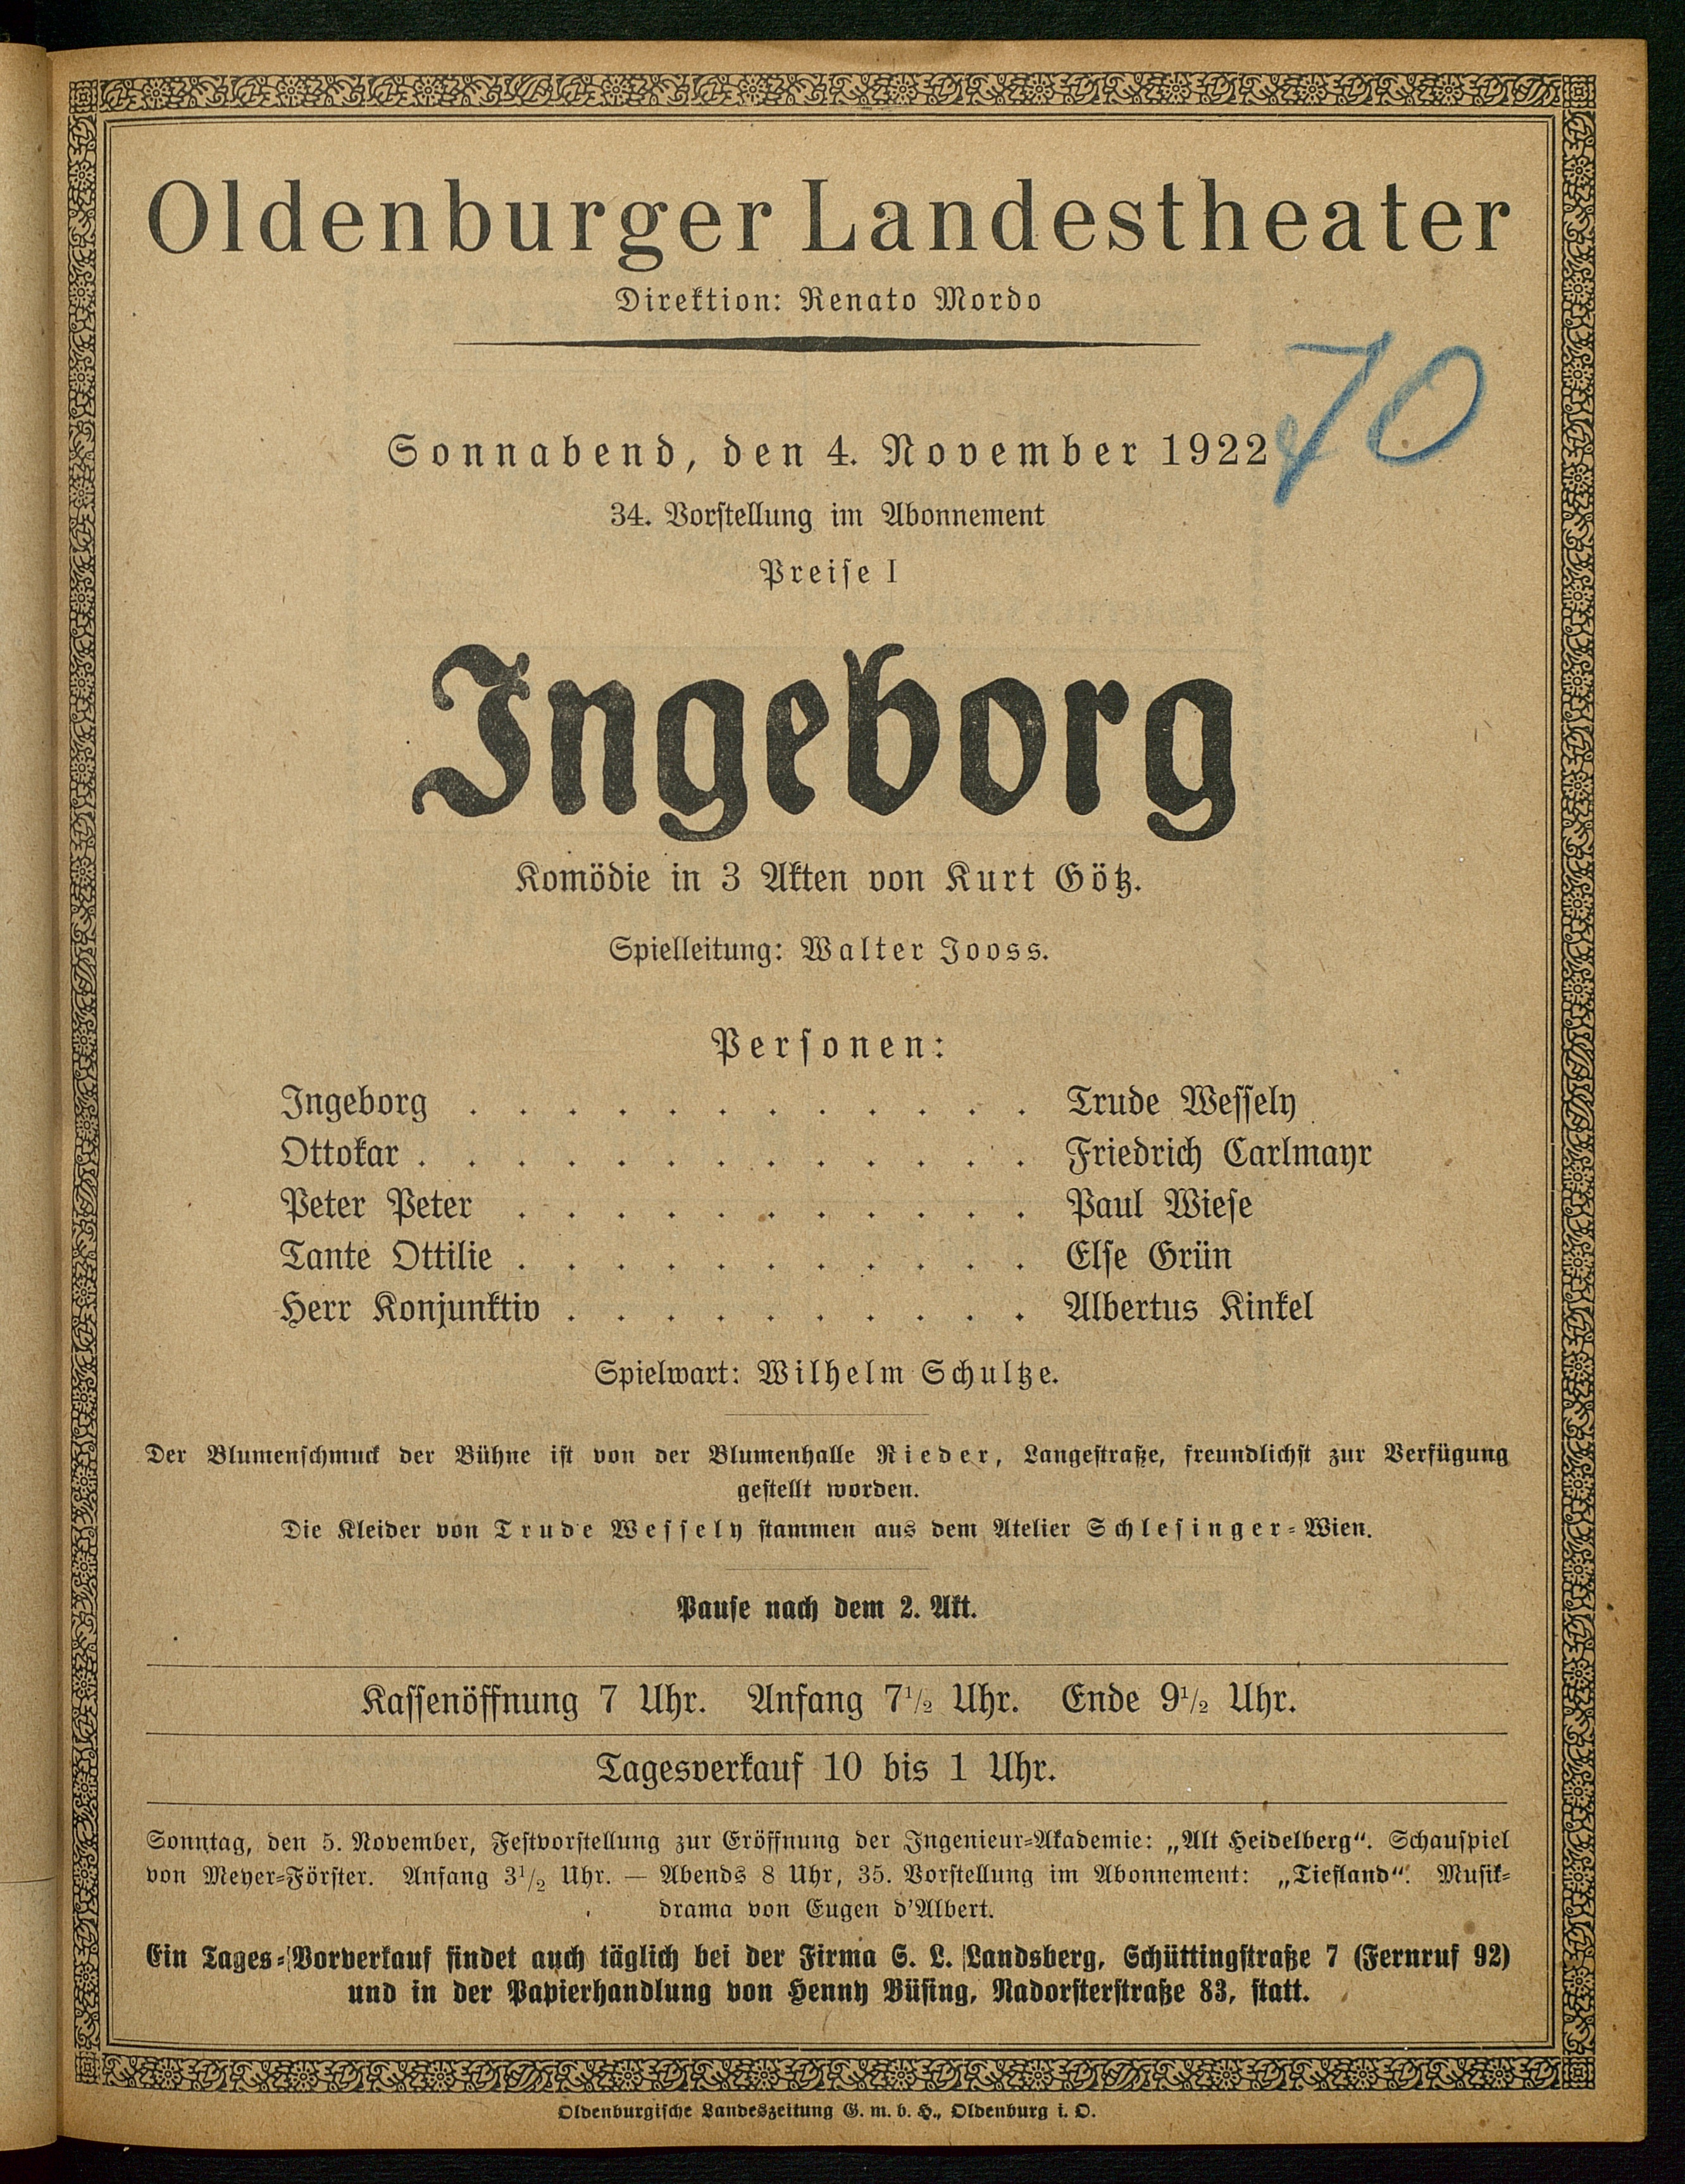 Oldenburger Landestheater
Direktion: Renato Mordo
70
Sonnabend, den 4. November 1922
34. Vorstellung im Abonnement
Preise I
Ingeborg
Komödie in 3 Akten von Kurt Götz.
Spielleitung: Walter Jooss.
Personen:
Ingeborg . . . . . . . . . . . . Trude Wessely
Ottokar . . . . . . . . . . . . . Friedrich Carlmayr
Peter Peter . . . . . . . . . . . Paul Wiese
Tante Ottilie . . . . . . . . . . . Else Grün
Herr Konjunktiv . . . . . . . . . . Albertus Kinkel
Spielwart: Wilhelm Schultze.
Der Blumenschmuck der Bühne ist von der Blumenhalle Rieder, Langestraße, freundlichst zur Verfügung
gestellt worden.
Die Kleider von Trude Wessely stammen aus dem Atelier Schlesinger-Wien.
Pause nach dem 2. Akt.
Kassenöffnung 7 Uhr. Anfang 7½ Uhr. Ende 9½ Uhr.
Tagesverkauf 10 bis 1 Uhr.
Sonntag, den 5. November, Festvorstellung zur Eröffnung der Ingenieur-Akademie: „Alt Heidelberg“. Schauspiel
von Meyer-Förster. Anfang 3½ Uhr. — Abends 8 Uhr, 35. Vorstellung im Abonnement: „Tiefland“. Musik-
drama von Eugen d'Albert.
Ein Tages-Vorverkauf findet auch täglich bei der Firma S. L. Landsberg, Schüttingstraße 7 (Fernruf 92)
und in der Papierhandlung von Henny Büsing, Nadorsterstraße 83, statt.
Oldenburgische Landeszeitung G. m. b. H., Oldenburg i. O.